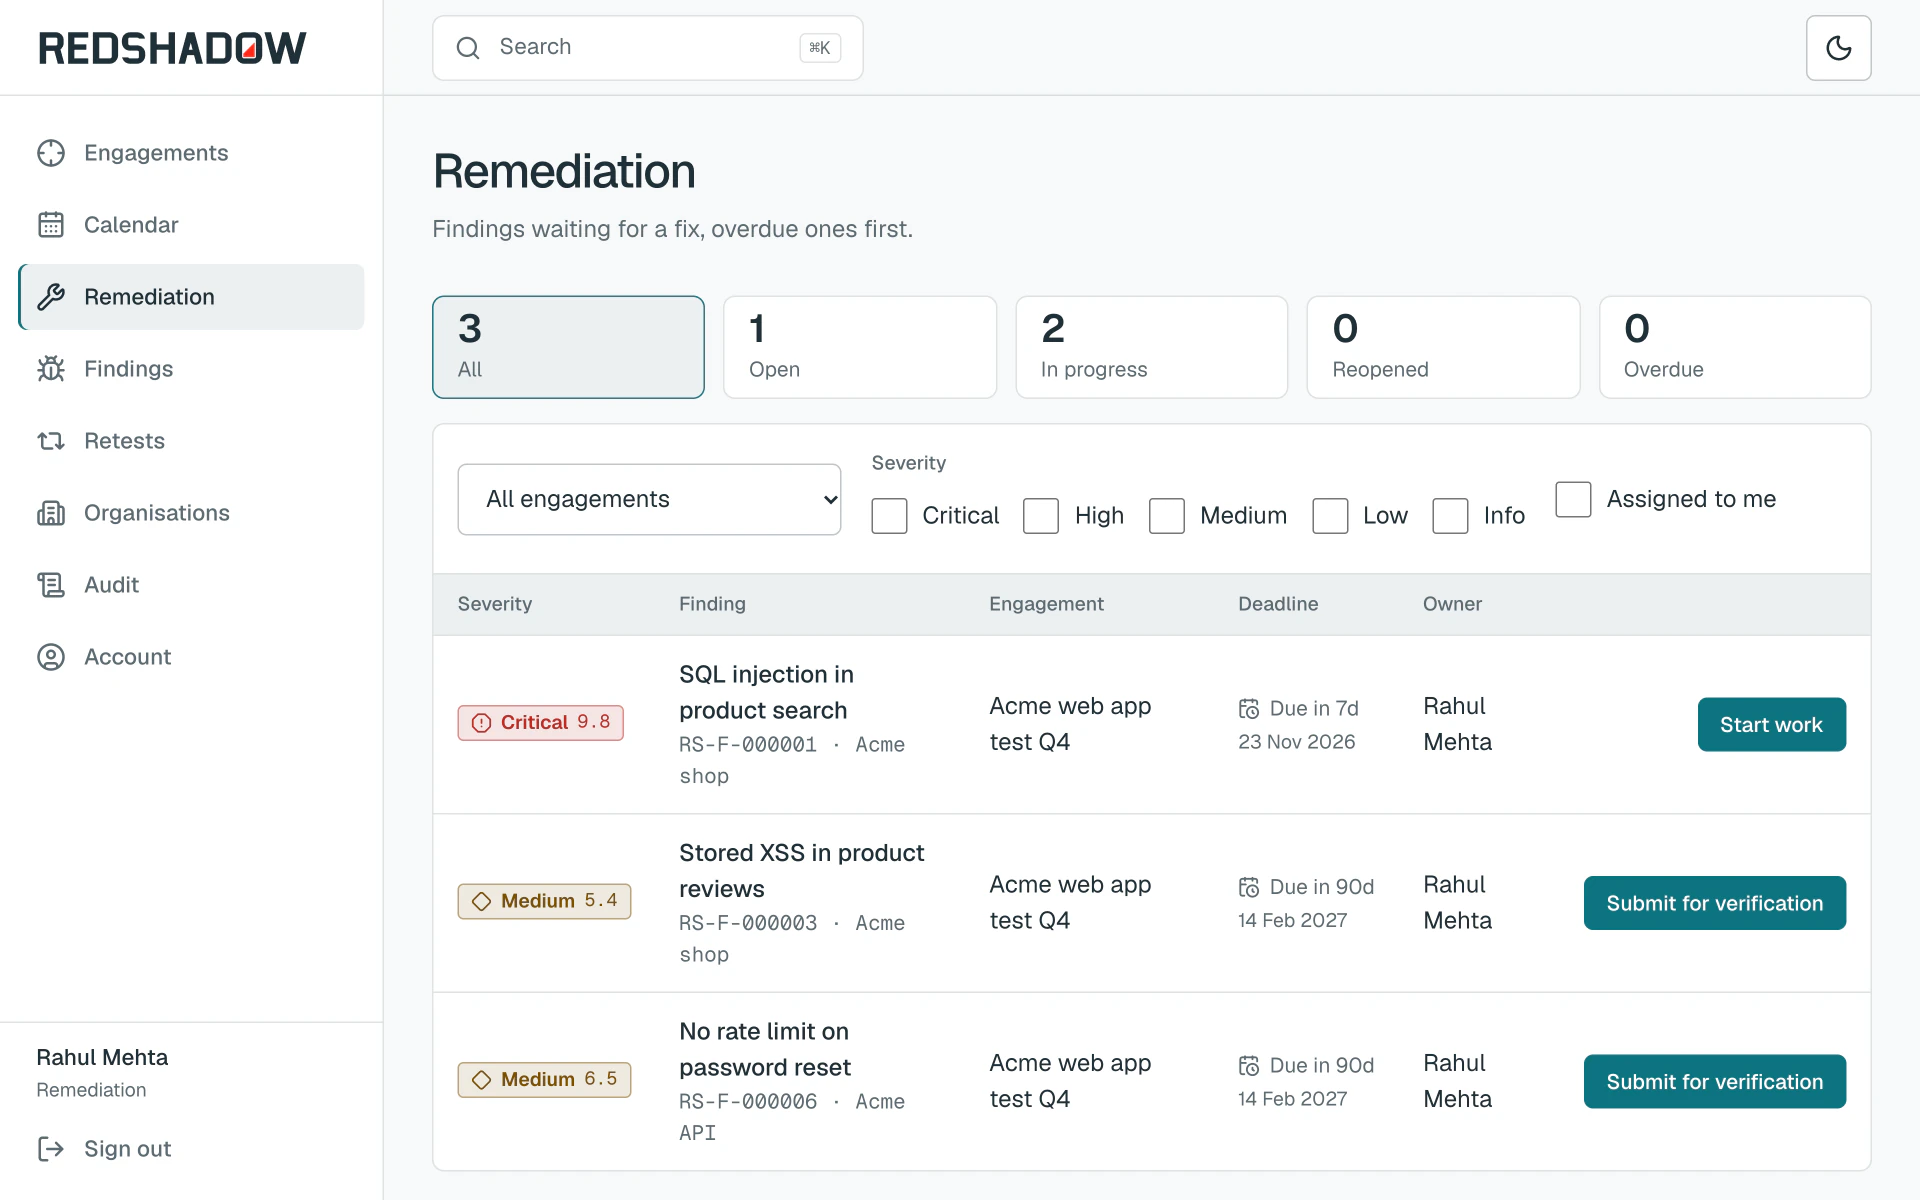 REDSHADOW
Search
⌘K
Engagements
Calendar
Remediation
Findings
Retests
Organisations
Audit
Account
Rahul Mehta
Remediation
Sign out
Remediation
Findings waiting for a fix, overdue ones first.
3
All
1
Open
2
In progress
0
Reopened
0
Overdue
All engagements
Severity
Critical
High
Medium
Low
Info
Assigned to me
Severity
Finding
Engagement
Deadline
Owner
Critical 9.8
SQL injection in
product search
RS-F-000001 · Acme
shop
Acme web app
test Q4
Due in 7d
23 Nov 2026
Rahul
Mehta
Start work
Medium 5.4
Stored XSS in product
reviews
RS-F-000003 · Acme
shop
Acme web app
test Q4
Due in 90d
14 Feb 2027
Rahul
Mehta
Submit for verification
Medium 6.5
No rate limit on
password reset
RS-F-000006 · Acme
API
Acme web app
test Q4
Due in 90d
14 Feb 2027
Rahul
Mehta
Submit for verification